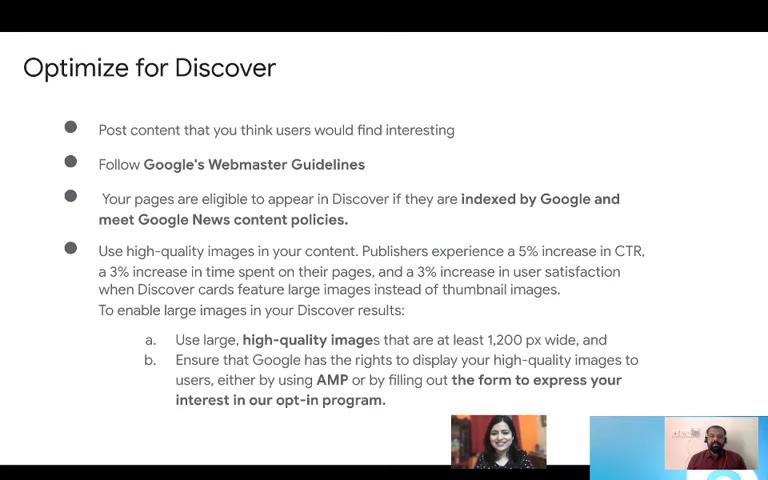 Optimize for Discover
Post content that you think users would find interesting
Follow Google's Webmaster Guidelines
Your pages are eligible to appear in Discover if they are indexed by Google and
meet Google News content policies.
Use high-quality images in your content. Publishers experience a 5% increase in CTR,
a 3% increase in time spent on their pages, and a 3% increase in user satisfaction
when Discover cards feature large images instead of thumbnail images.
To enable large images in your Discover results:
a. Use large, high-quality images that are at least 1,200 px wide, and
b. Ensure that Google has the rights to display your high-quality images to
users, either by using AMP or by filling out the form to express your
interest in our opt-in program.